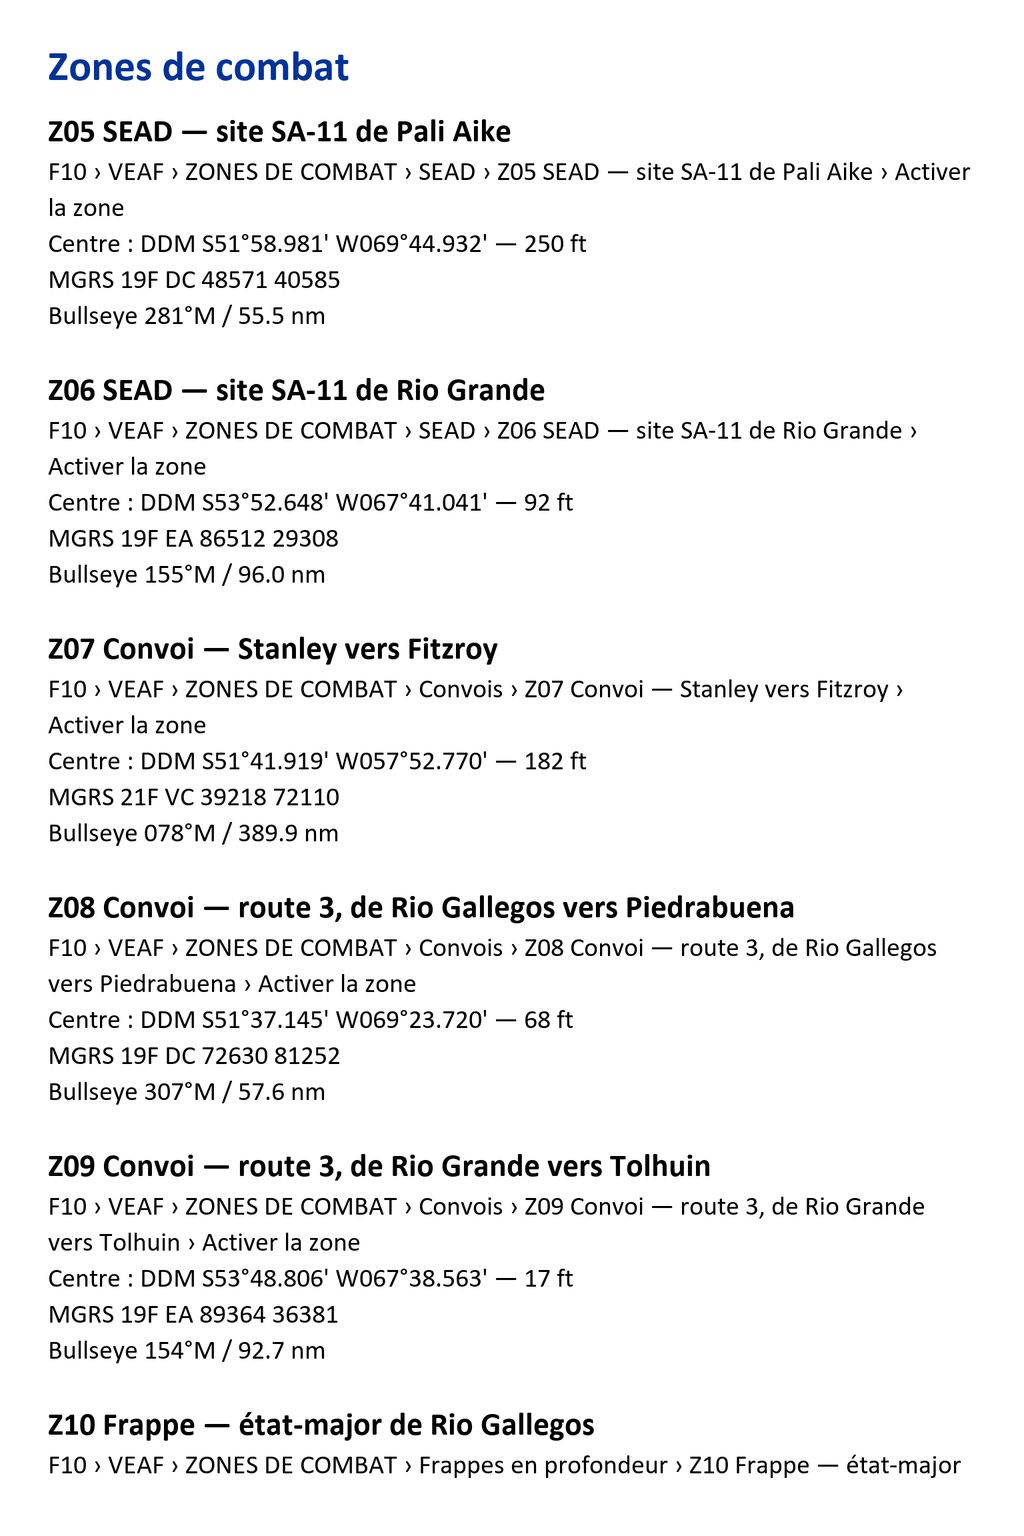 Zones de combat
Z05 SEAD — site SA-11 de Pali Aike
F10 › VEAF › ZONES DE COMBAT › SEAD › Z05 SEAD — site SA-11 de Pali Aike › Activer
la zone
Centre : DDM S51°58.981' W069°44.932' — 250 ft
MGRS 19F DC 48571 40585
Bullseye 281°M / 55.5 nm
Z06 SEAD — site SA-11 de Rio Grande
F10 › VEAF › ZONES DE COMBAT › SEAD › Z06 SEAD — site SA-11 de Rio Grande ›
Activer la zone
Centre : DDM S53°52.648' W067°41.041' — 92 ft
MGRS 19F EA 86512 29308
Bullseye 155°M / 96.0 nm
Z07 Convoi — Stanley vers Fitzroy
F10 › VEAF › ZONES DE COMBAT › Convois › Z07 Convoi — Stanley vers Fitzroy ›
Activer la zone
Centre : DDM S51°41.919' W057°52.770' — 182 ft
MGRS 21F VC 39218 72110
Bullseye 078°M / 389.9 nm
Z08 Convoi — route 3, de Rio Gallegos vers Piedrabuena
F10 › VEAF › ZONES DE COMBAT › Convois › Z08 Convoi — route 3, de Rio Gallegos
vers Piedrabuena › Activer la zone
Centre : DDM S51°37.145' W069°23.720' — 68 ft
MGRS 19F DC 72630 81252
Bullseye 307°M / 57.6 nm
Z09 Convoi — route 3, de Rio Grande vers Tolhuin
F10 › VEAF › ZONES DE COMBAT › Convois › Z09 Convoi — route 3, de Rio Grande
vers Tolhuin › Activer la zone
Centre : DDM S53°48.806' W067°38.563' — 17 ft
MGRS 19F EA 89364 36381
Bullseye 154°M / 92.7 nm
Z10 Frappe — état-major de Rio Gallegos
F10 › VEAF › ZONES DE COMBAT › Frappes en profondeur › Z10 Frappe — état-major